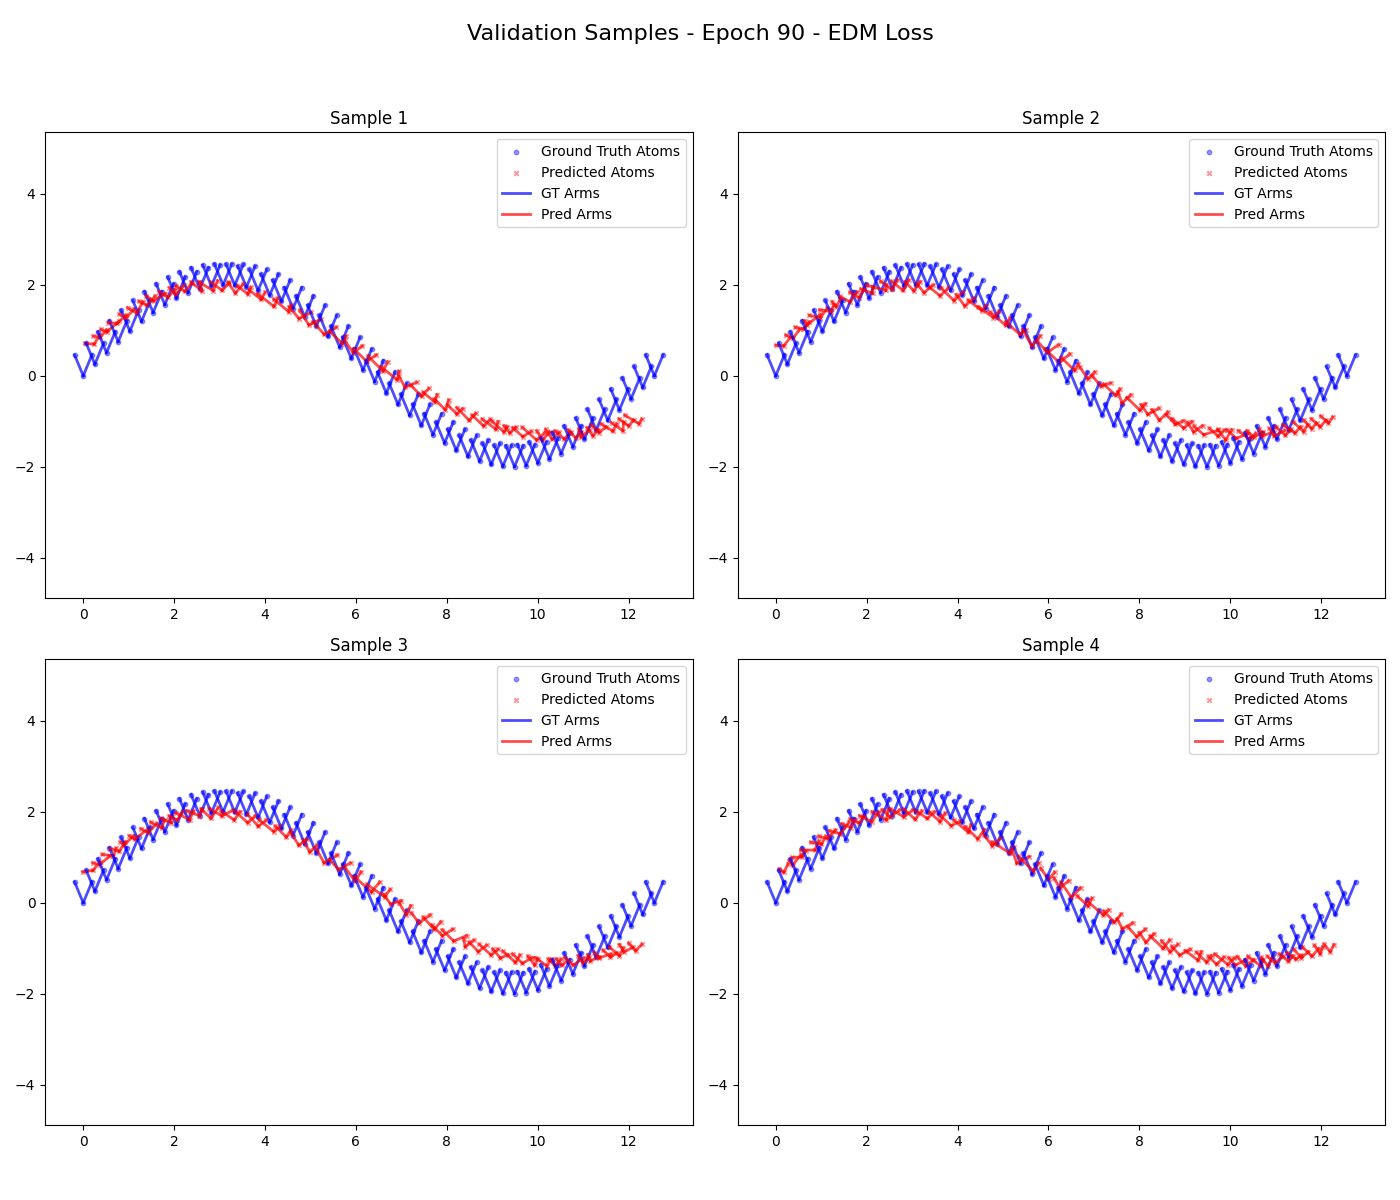 Validation Samples - Epoch 90 - EDM Loss
Sample 1
Ground Truth Atoms
Predicted Atoms
GT Arms
Pred Arms
4
2
0
−2
−4
0 2 4 6 8 10 12
Sample 2
Ground Truth Atoms
Predicted Atoms
GT Arms
Pred Arms
4
2
0
−2
−4
0 2 4 6 8 10 12
Sample 3
Ground Truth Atoms
Predicted Atoms
GT Arms
Pred Arms
4
2
0
−2
−4
0 2 4 6 8 10 12
Sample 4
Ground Truth Atoms
Predicted Atoms
GT Arms
Pred Arms
4
2
0
−2
−4
0 2 4 6 8 10 12